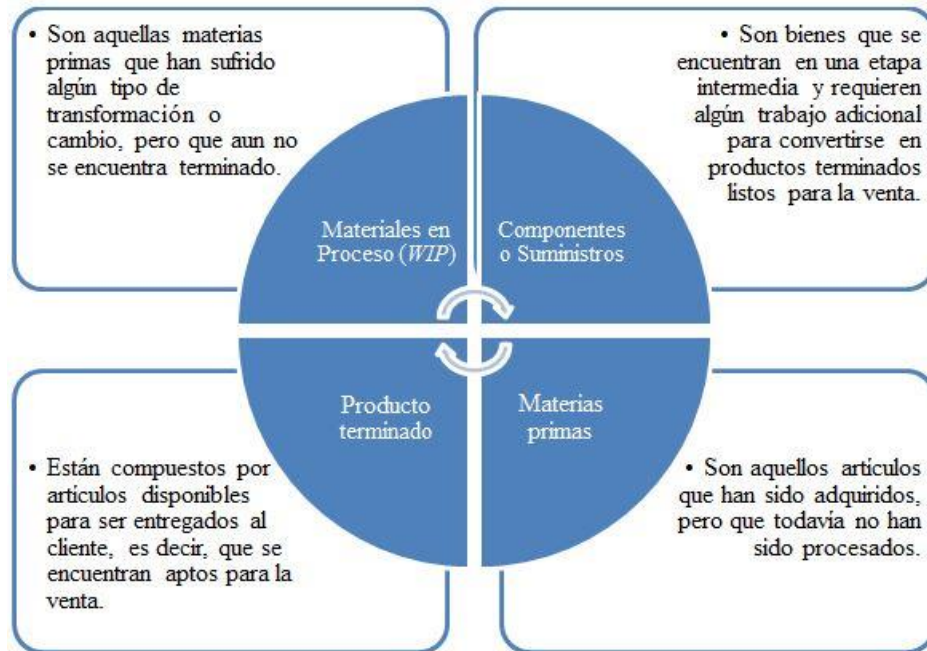 • Son aquellas materias
primas que han sufrido
algún tipo de
transformación o
cambio, pero que aun no
se encuentra terminado.
• Son bienes que se
encuentran en una etapa
intermedia y requieren
algún trabajo adicional
para convertirse en
productos terminados
listos para la venta.
Materiales en
Proceso (WIP)
Componentes
o Suministros
Producto
terminado
Materias
primas
• Están compuestos por
artículos disponibles
para ser entregados al
cliente, es decir, que se
encuentran aptos para la
venta.
• Son aquellos artículos
que han sido adquiridos,
pero que todavía no han
sido procesados.